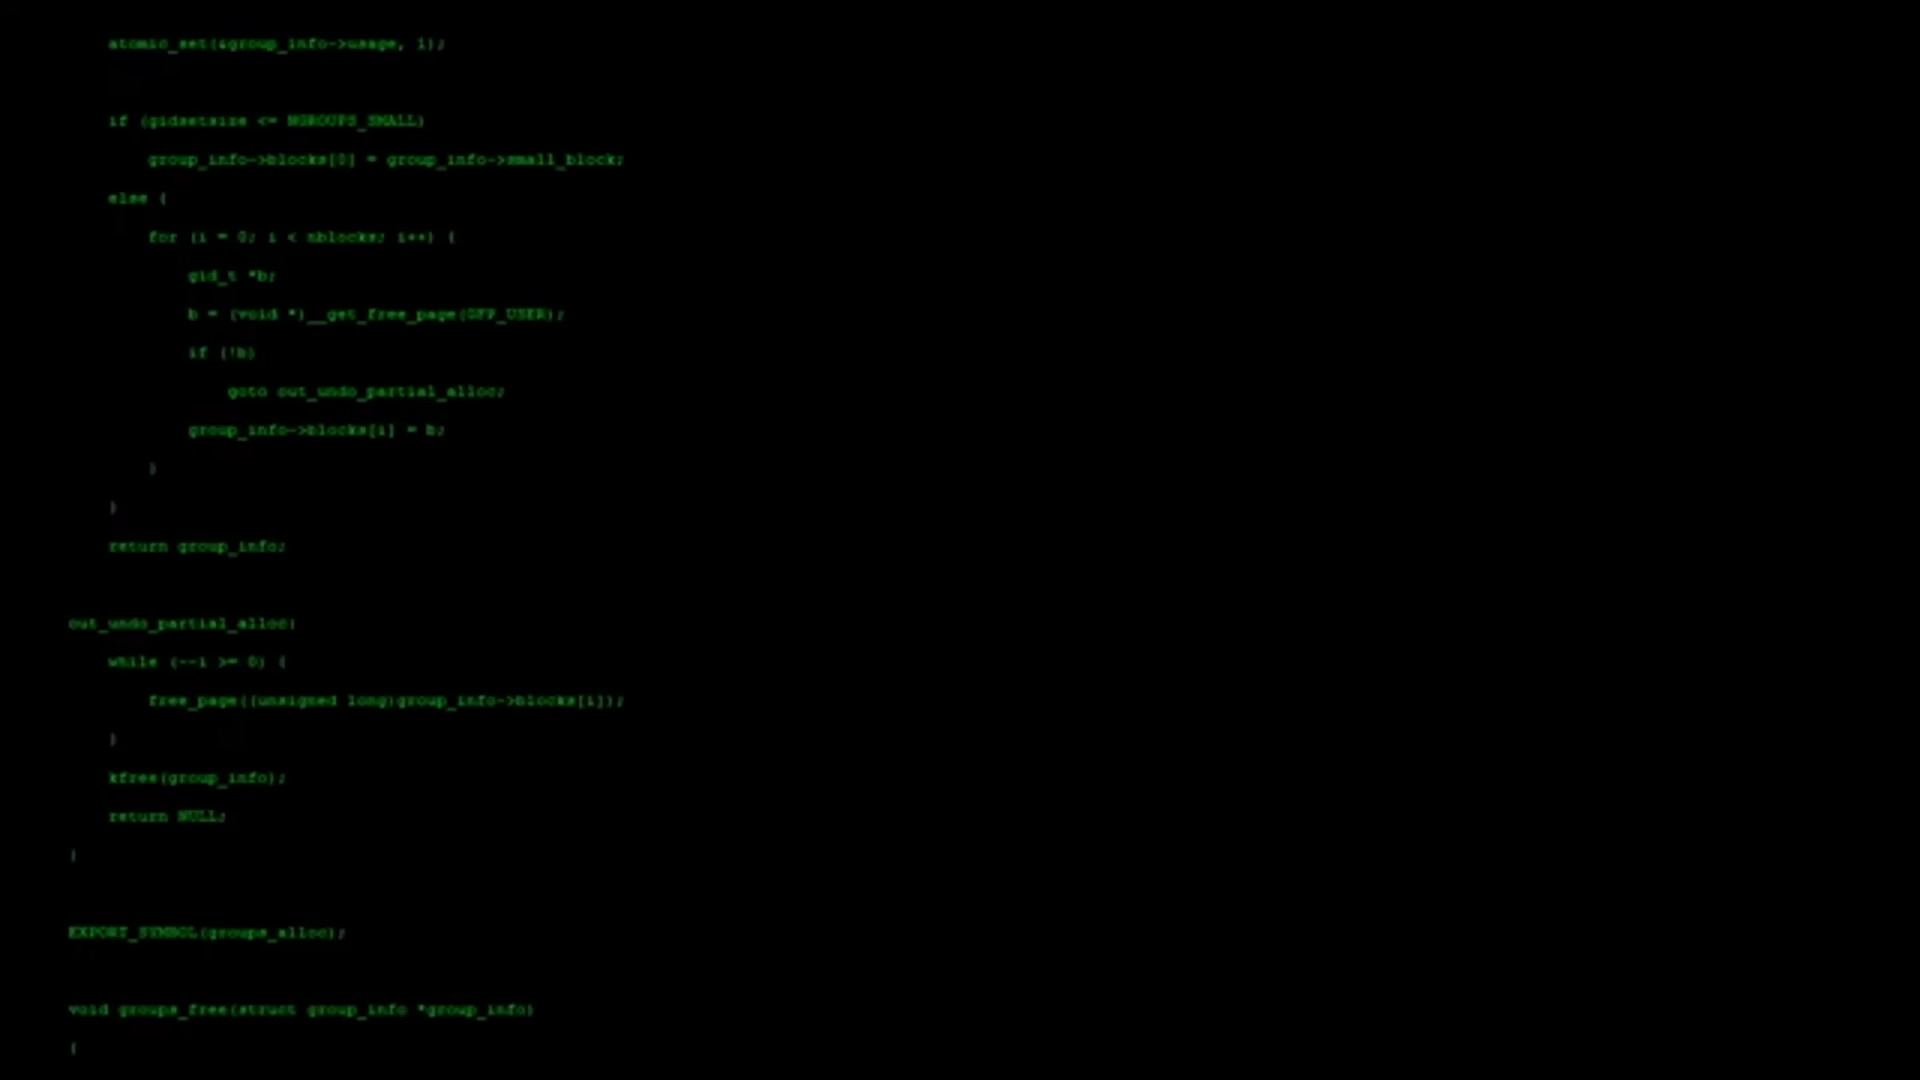 atomic_set(&group_info->usage, 1);
if (gidsetsize <= NGROUPS_SMALL)
group_info->blocks[0] = group_info->small_block;
else {
for (i = 0; i < nblocks; i++) {
gid_t *b;
b = (void *)__get_free_page(GFP_USER);
if (!b)
goto out_undo_partial_alloc;
group_info->blocks[i] = b;
}
}
return group_info;
out_undo_partial_alloc:
while (--i >= 0) {
free_page((unsigned long)group_info->blocks[i]);
}
kfree(group_info);
return NULL;
}
EXPORT_SYMBOL(groups_alloc);
void groups_free(struct group_info *group_info)
{